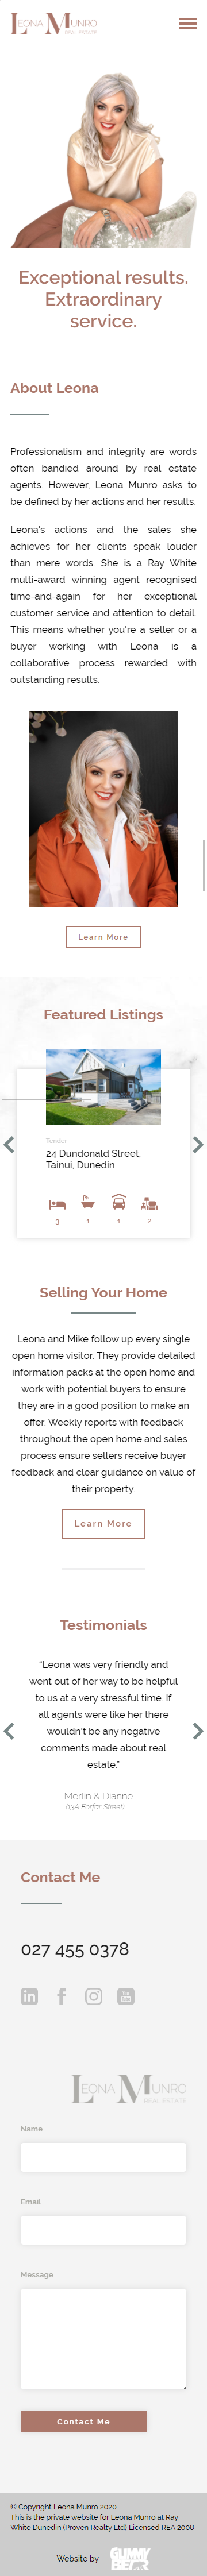 LEONA MUNRO
REAL ESTATE
Exceptional results.
Extraordinary
service.
About Leona
Professionalism and integrity are words
often bandied around by real estate
agents. However, Leona Munro asks to
be defined by her actions and her results.
Leona's actions and the sales she
achieves for her clients speak louder
than mere words. She is a Ray White
multi-award winning agent recognised
time-and-again for her exceptional
customer service and attention to detail.
This means whether you're a seller or a
buyer working with Leona is a
collaborative process rewarded with
outstanding results.
Learn More
Featured Listings
Tender
24 Dundonald Street,
Tainui, Dunedin
3 1 1 2
Selling Your Home
Leona and Mike follow up every single
open home visitor. They provide detailed
information packs at the open home and
work with potential buyers to ensure
they are in a good position to make an
offer. Weekly reports with feedback
throughout the open home and sales
process ensure sellers receive buyer
feedback and clear guidance on value of
their property.
Learn More
Testimonials
“Leona was very friendly and
went out of her way to be helpful
to us at a very stressful time. If
all agents were like her there
wouldn't be any negative
comments made about real
estate.”
- Merlin & Dianne
(13A Forfar Street)
Contact Me
027 455 0378
in f You Tube
LEONA MUNRO
REAL ESTATE
Name
Email
Message
Contact Me
© Copyright Leona Munro 2020
This is the private website for Leona Munro at Ray
White Dunedin (Proven Realty Ltd) Licensed REA 2008
Website by GUMMY BEAR